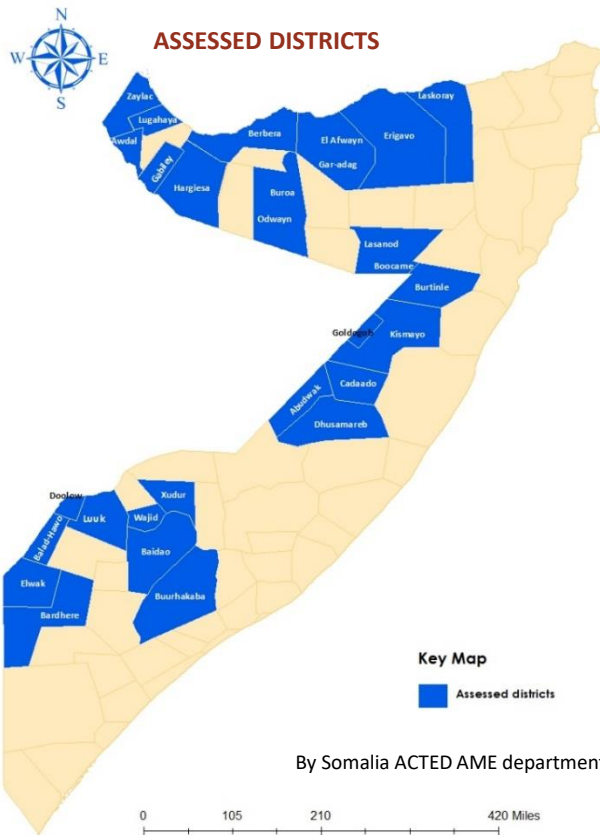 N
ASSESSED DISTRICTS
W E
S
Zaylac
Lugahaya
Awdal
Gabiley
Hargiesa
Berbera
El Afwayn
Gar-adag
Erigavo
Laskoray
Buroa
Odwayn
Lasanod
Boocame
Burtinle
Goldogob
Kismayo
Cadaado
Abudwak
Dhusamareb
Doolow
Luuk
Balad-Hawo
Xudur
Wajid
Baidao
Elwak
Bardhere
Buurhakaba
Key Map
Assessed districts
By Somalia ACTED AME department
0 105 210 420 Miles